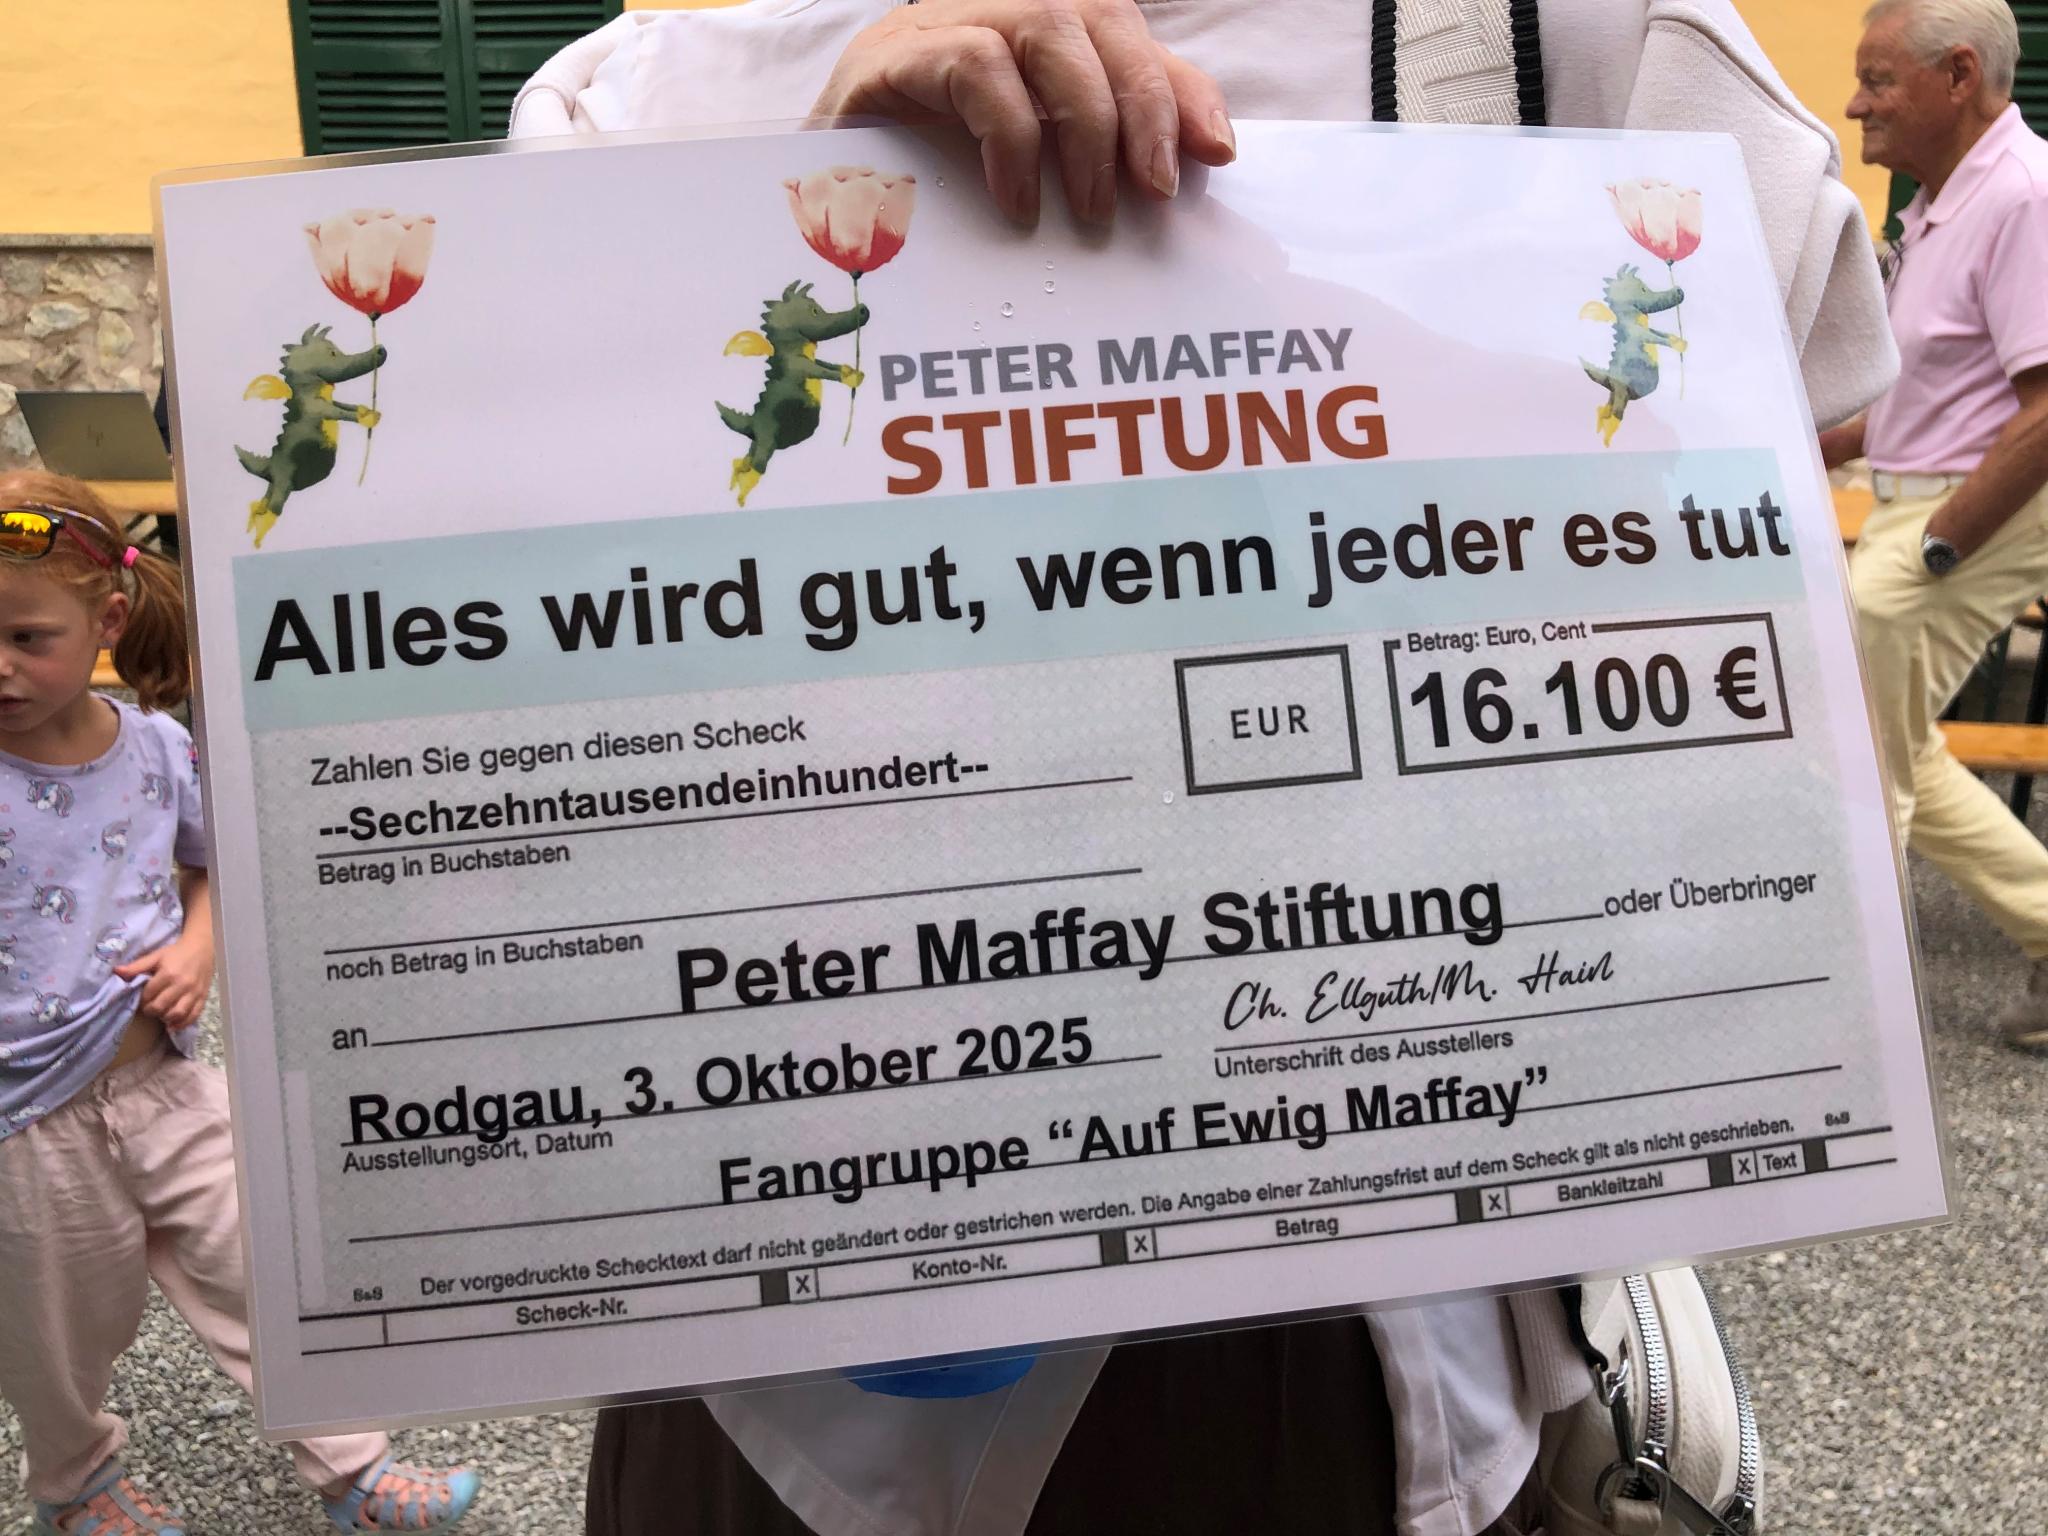 PETER MAFFAY
STIFTUNG
Alles wird gut, wenn jeder es tut
Zahlen Sie gegen diesen Scheck
--Sechzehntausendeinhundert--
Betrag in Buchstaben
EUR
Betrag: Euro, Cent
16.100 €
noch Betrag in Buchstaben
an Peter Maffay Stiftung oder Überbringer
Rodgau, 3. Oktober 2025
Ausstellungsort, Datum
Ch. Ellguth/M. Hain
Unterschrift des Ausstellers
Fangruppe “Auf Ewig Maffay”
Der vorgedruckte Schecktext darf nicht geändert oder gestrichen werden. Die Angabe einer Zahlungsfrist auf dem Scheck gilt als nicht geschrieben.
Scheck-Nr. X Konto-Nr. X Betrag X Bankleitzahl X Text